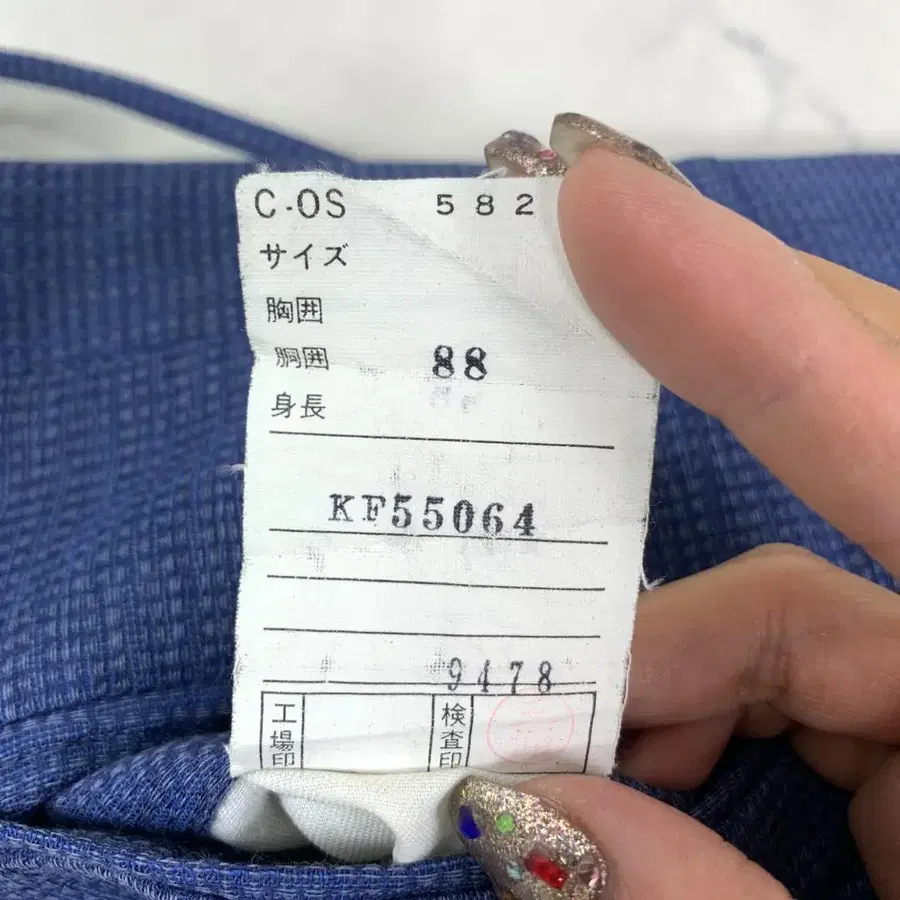 C.OS 582
サイズ
胸囲
胴囲 88
身長
KF55064
9478
工場印 検査印